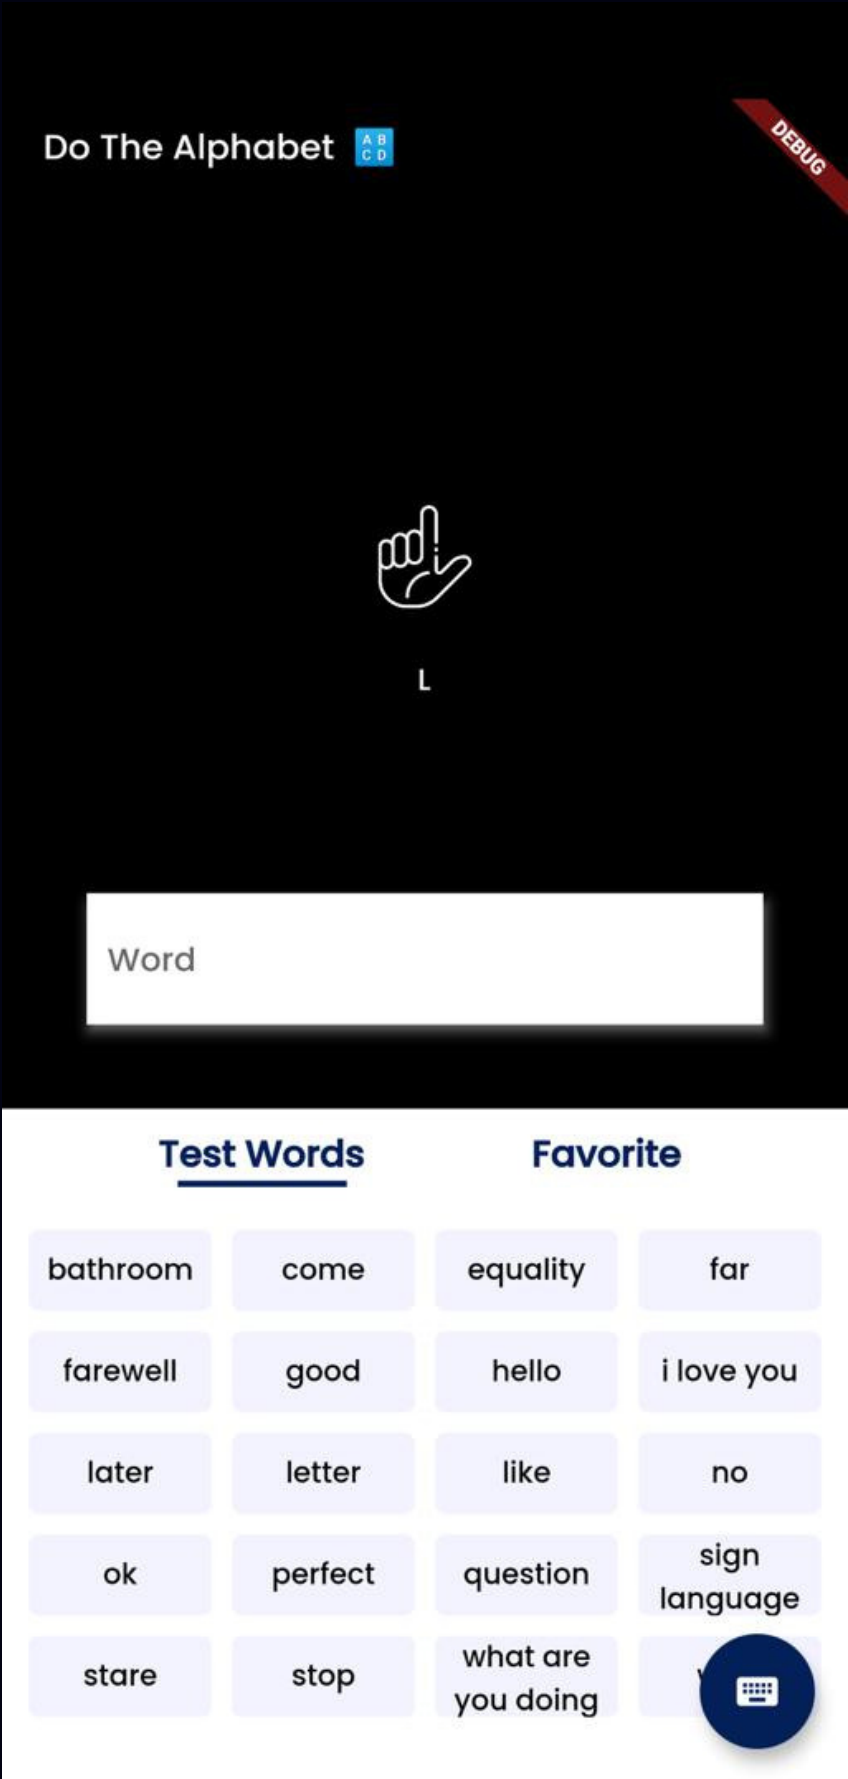 Do The Alphabet
A B
C D
DEBUG
L
Word
Test Words Favorite
bathroom come equality far
farewell good hello i love you
later letter like no
ok perfect question sign
language
stare stop what are
you doing